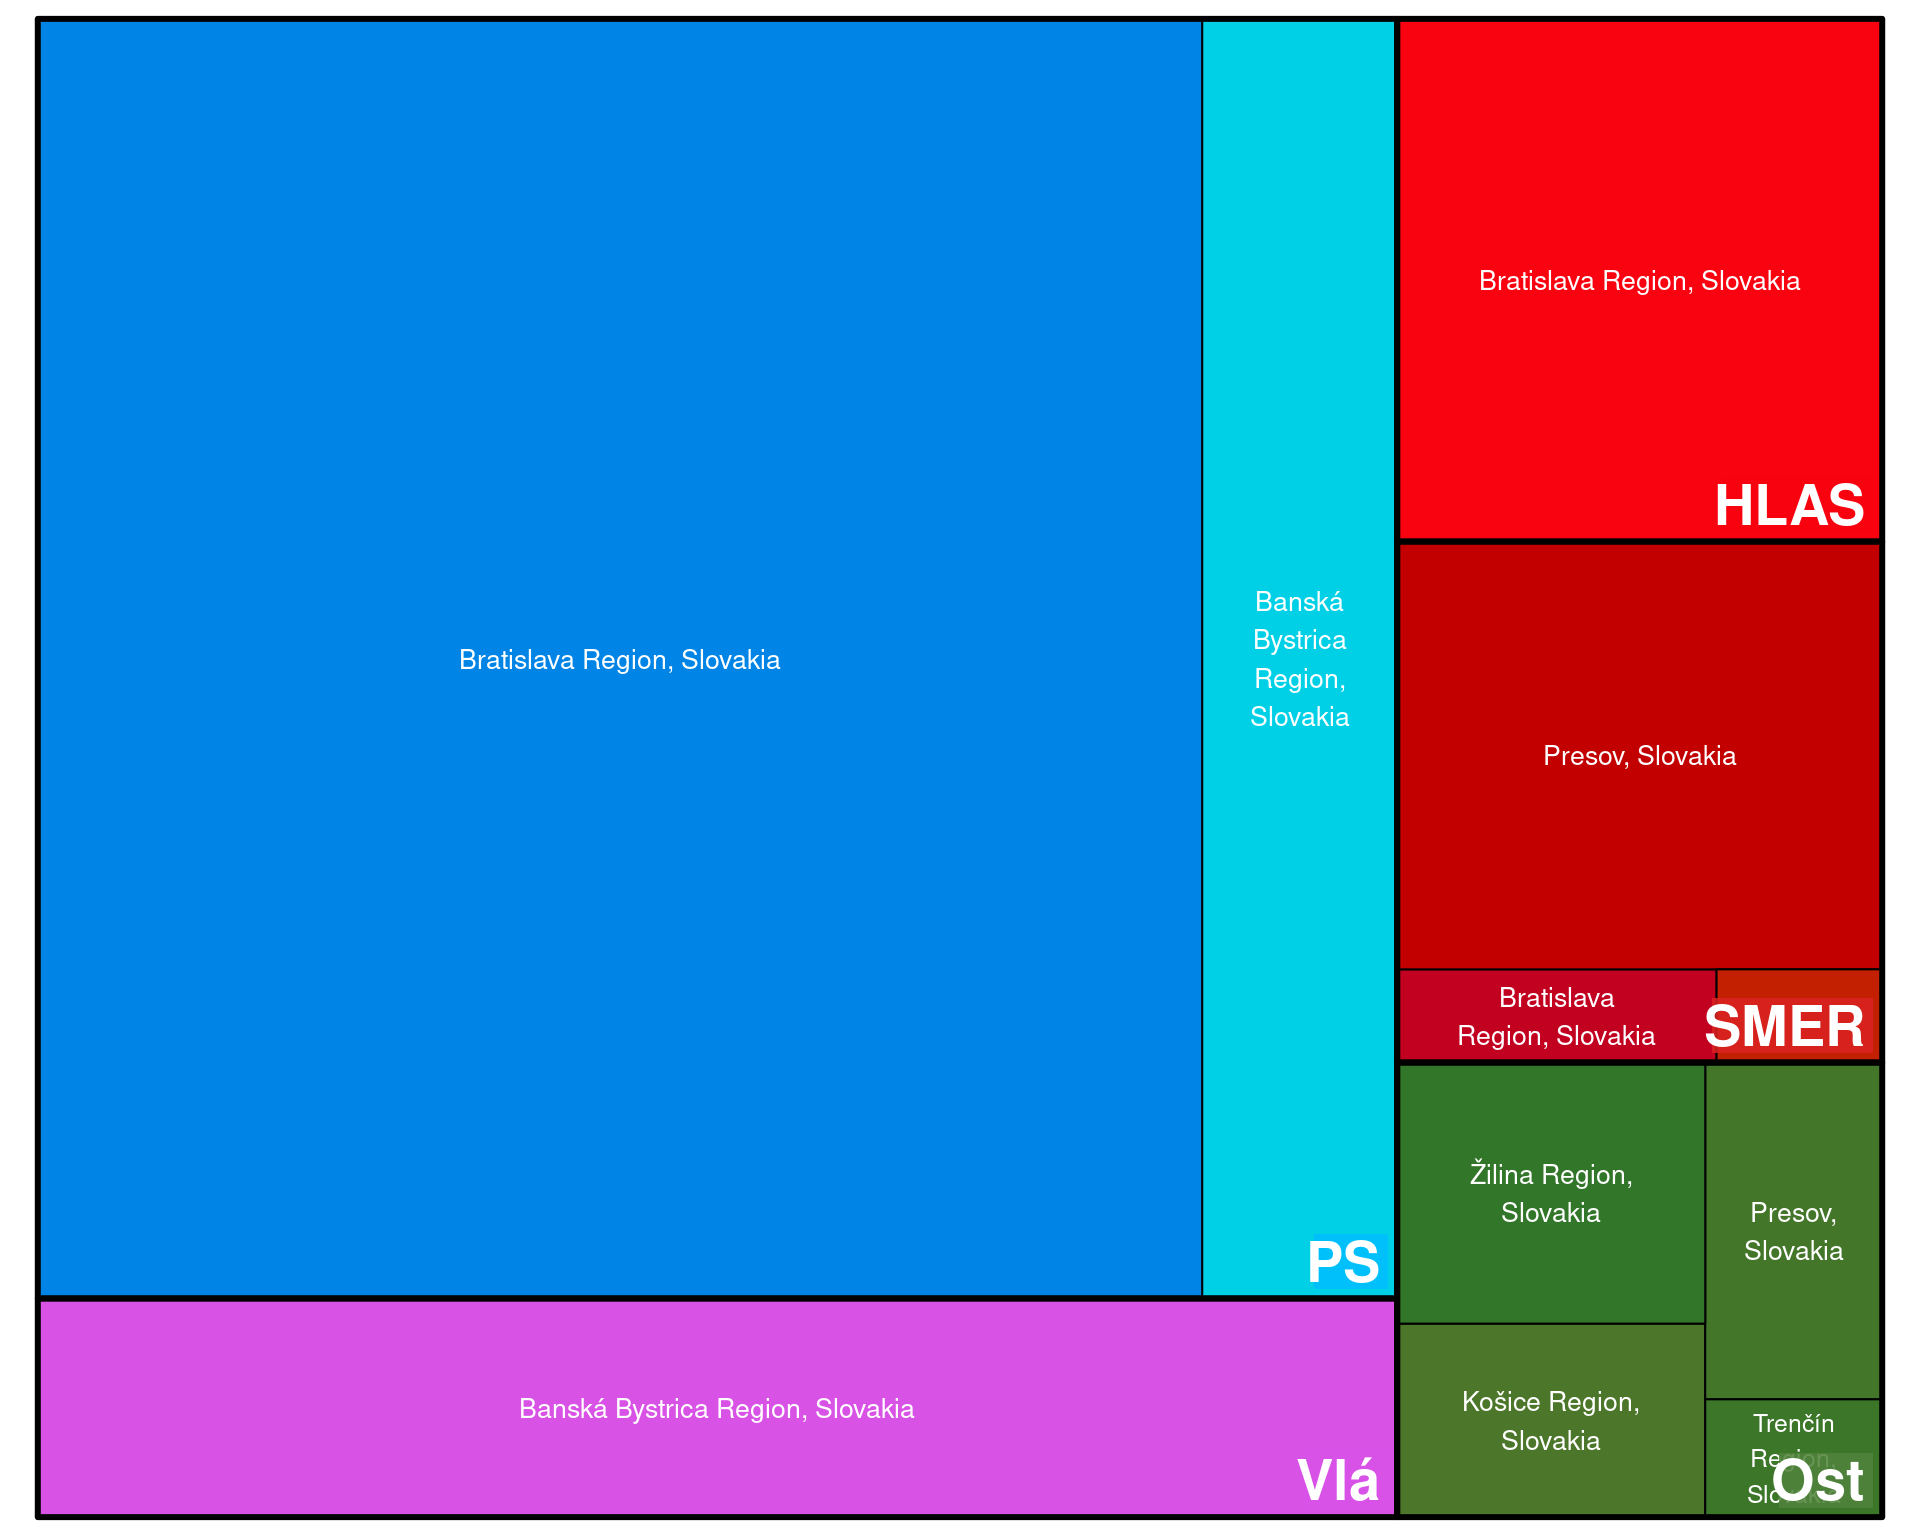 Bratislava Region, Slovakia
Banská
Bystrica
Region,
Slovakia
PS
Banská Bystrica Region, Slovakia
Vlá
Bratislava Region, Slovakia
HLAS
Presov, Slovakia
Bratislava
Region, Slovakia
SMER
Žilina Region,
Slovakia
Presov,
Slovakia
Košice Region,
Slovakia
Trenčín
Region,
Ost